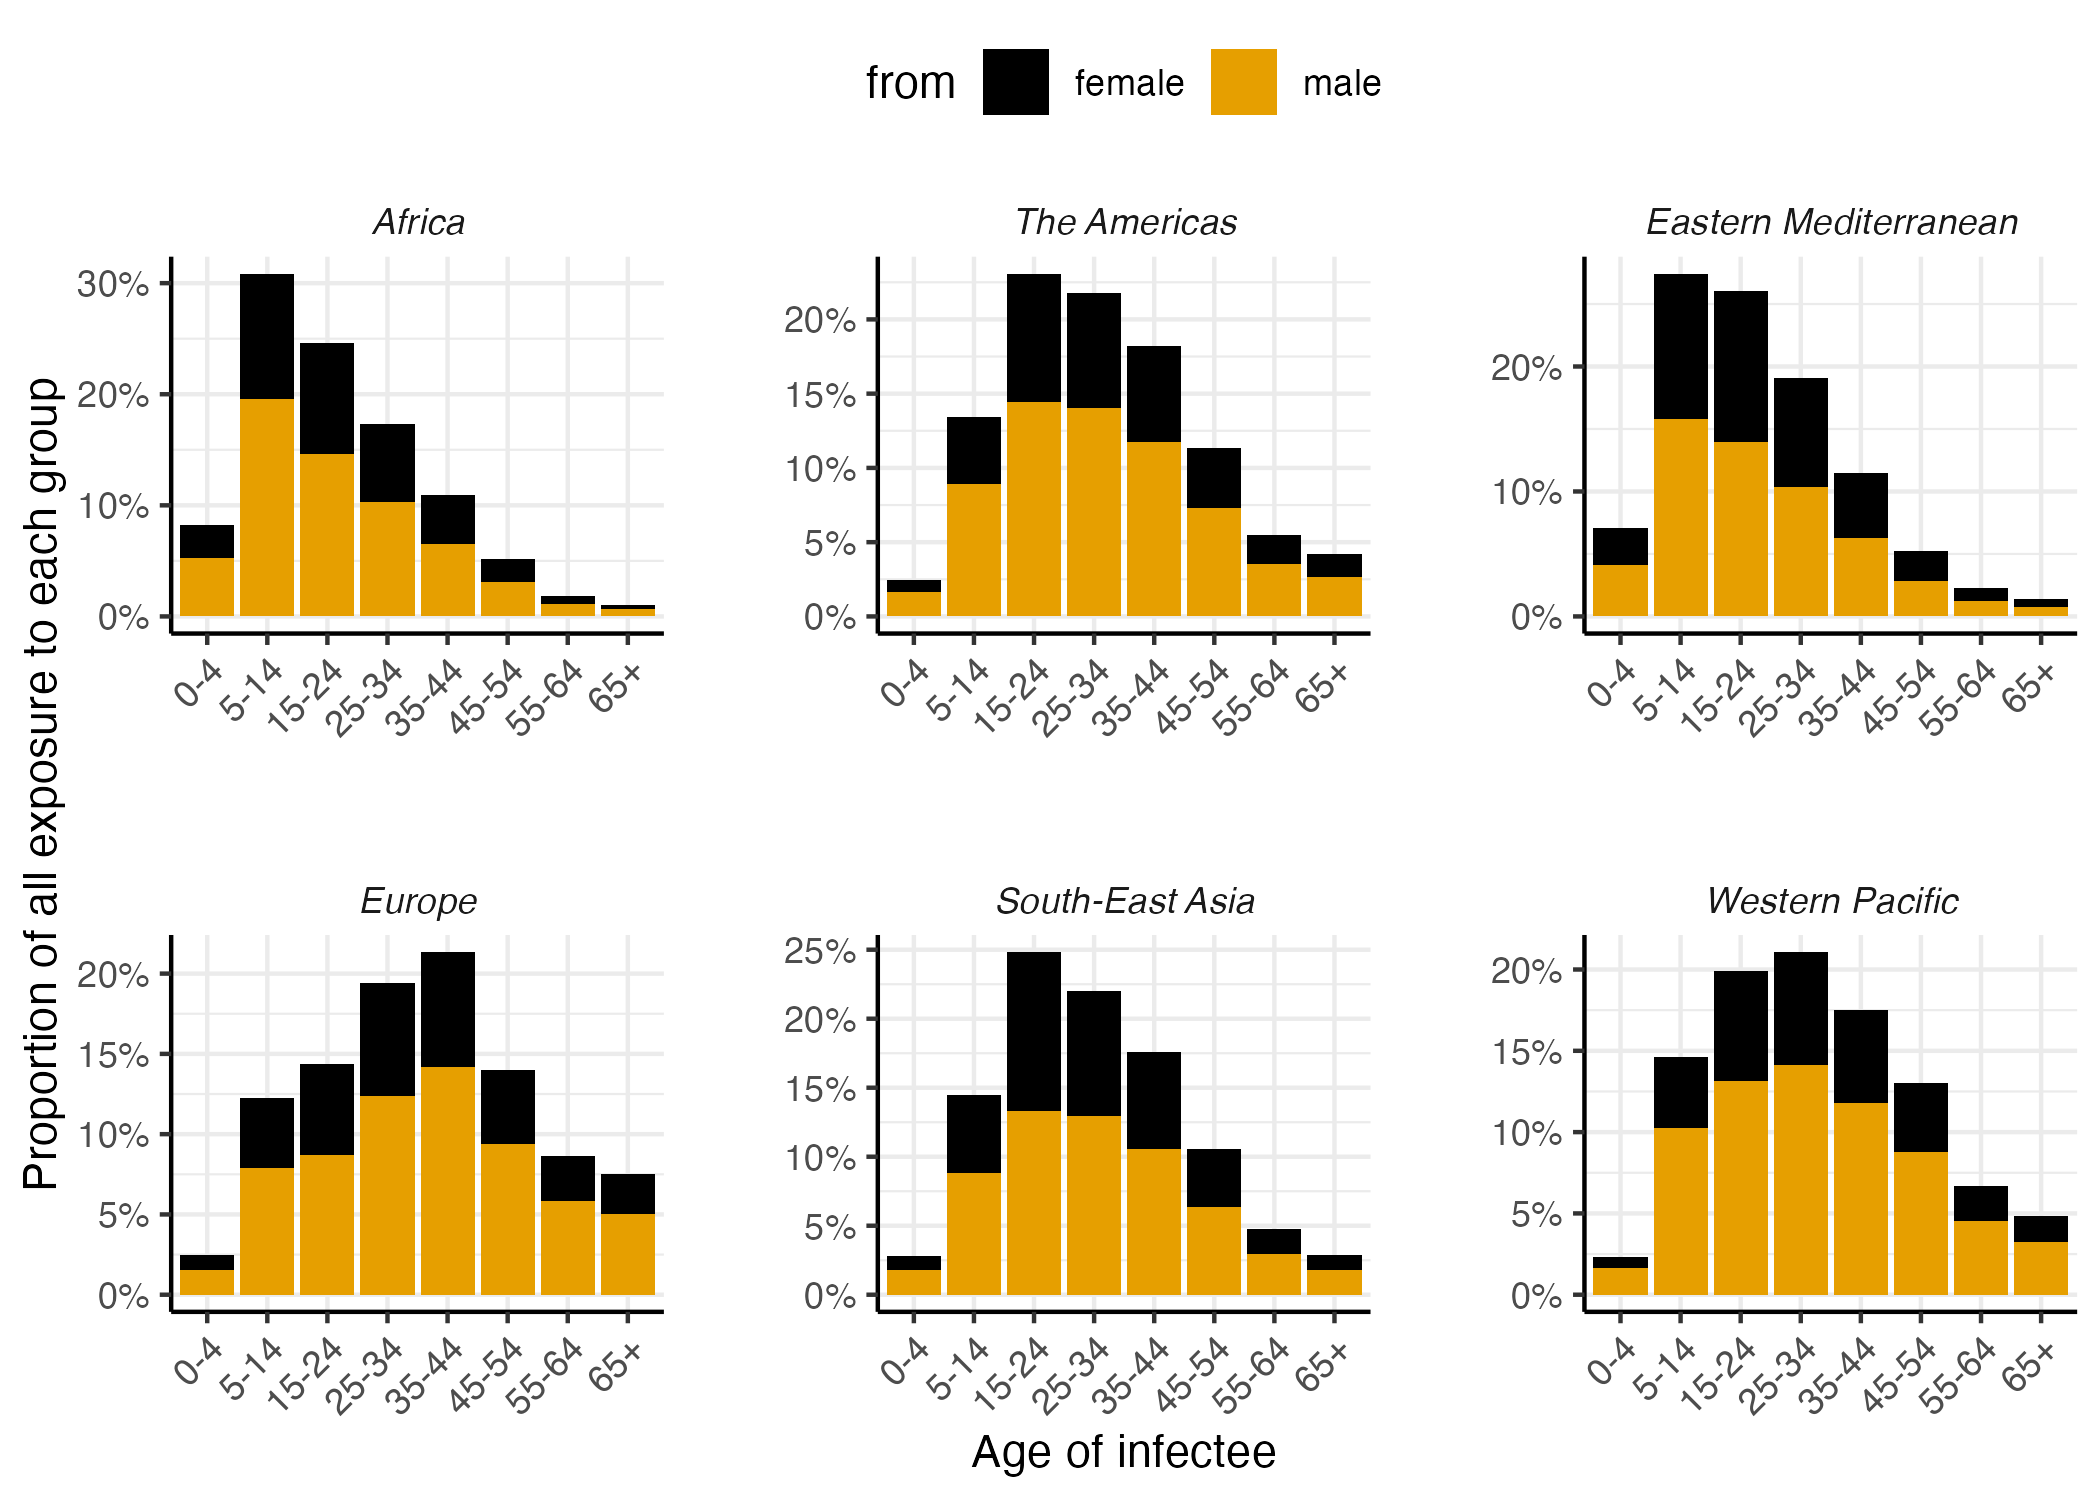 from female male
Proportion of all exposure to each group
Africa
30%
20%
10%
0%
0-4 5-14 15-24 25-34 35-44 45-54 55-64 65+
The Americas
20%
15%
10%
5%
0%
0-4 5-14 15-24 25-34 35-44 45-54 55-64 65+
Eastern Mediterranean
20%
10%
0%
0-4 5-14 15-24 25-34 35-44 45-54 55-64 65+
Europe
20%
15%
10%
5%
0%
0-4 5-14 15-24 25-34 35-44 45-54 55-64 65+
South-East Asia
25%
20%
15%
10%
5%
0%
0-4 5-14 15-24 25-34 35-44 45-54 55-64 65+
Western Pacific
20%
15%
10%
5%
0%
0-4 5-14 15-24 25-34 35-44 45-54 55-64 65+
Age of infectee